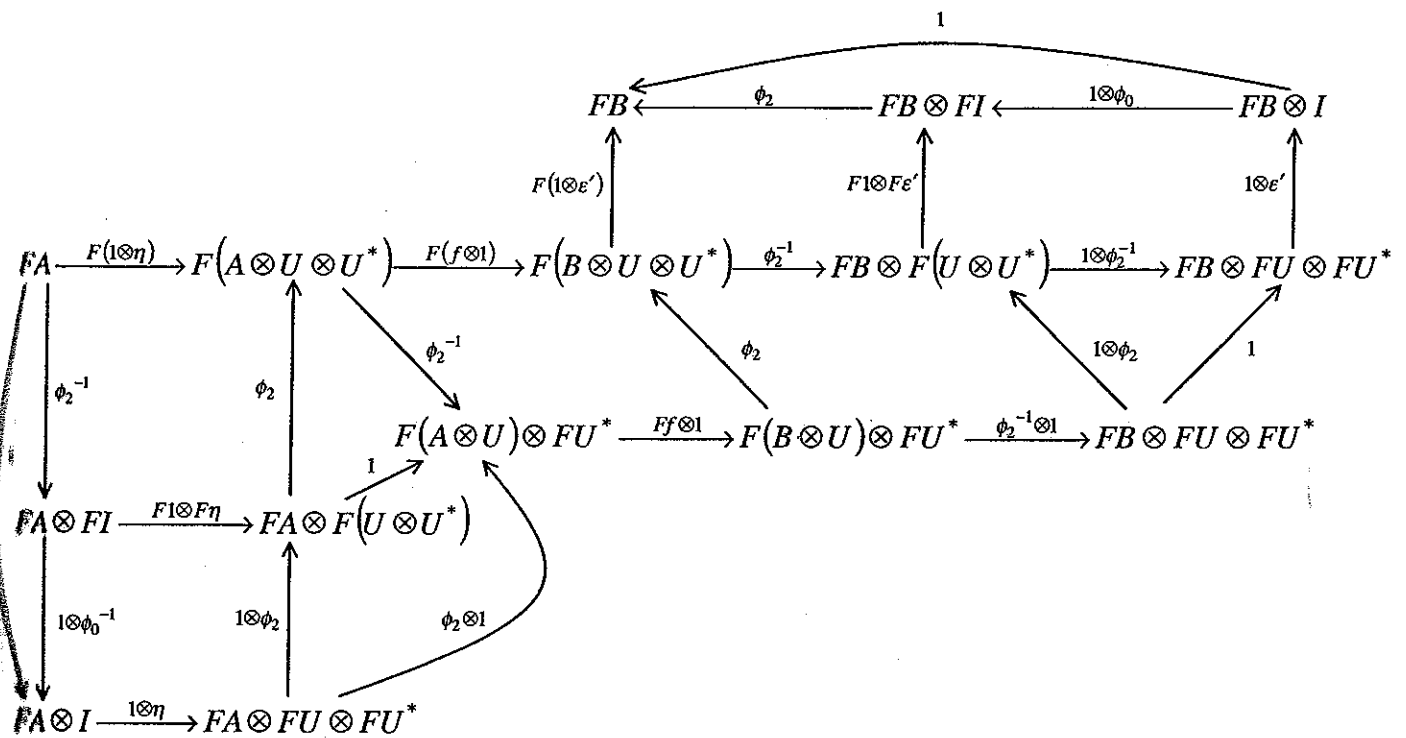 1
FB ϕ₂ FB ⊗ FI 1⊗ϕ₀ FB ⊗ I
F(1⊗ε′) F1⊗Fε′ 1⊗ε′
FA F(1⊗η) F(A ⊗ U ⊗ U*) F(f⊗1) F(B ⊗ U ⊗ U*) ϕ₂⁻¹ FB ⊗ F(U ⊗ U*) 1⊗ϕ₂⁻¹ FB ⊗ FU ⊗ FU*
ϕ₂⁻¹ ϕ₂ ϕ₂⁻¹ ϕ₂ 1⊗ϕ₂ 1
F(A ⊗ U) ⊗ FU* Ff⊗1 F(B ⊗ U) ⊗ FU* ϕ₂⁻¹⊗1 FB ⊗ FU ⊗ FU*
1
FA ⊗ FI F1⊗Fη FA ⊗ F(U ⊗ U*)
1⊗ϕ₀⁻¹ 1⊗ϕ₂ ϕ₂⊗1
FA ⊗ I 1⊗η FA ⊗ FU ⊗ FU*